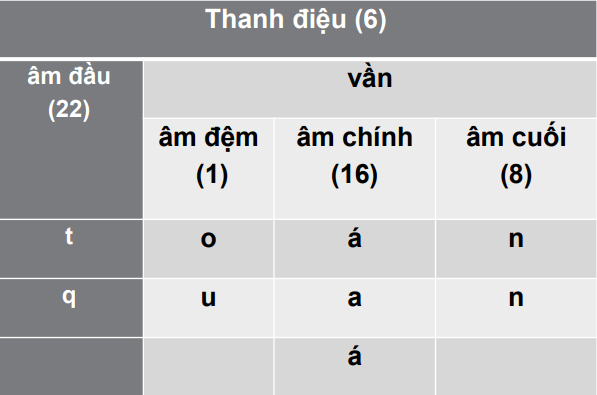 Thanh điệu (6)
âm đầu
(22)
vần
âm đệm
(1)
âm chính
(16)
âm cuối
(8)
t o á n
q u a n
á